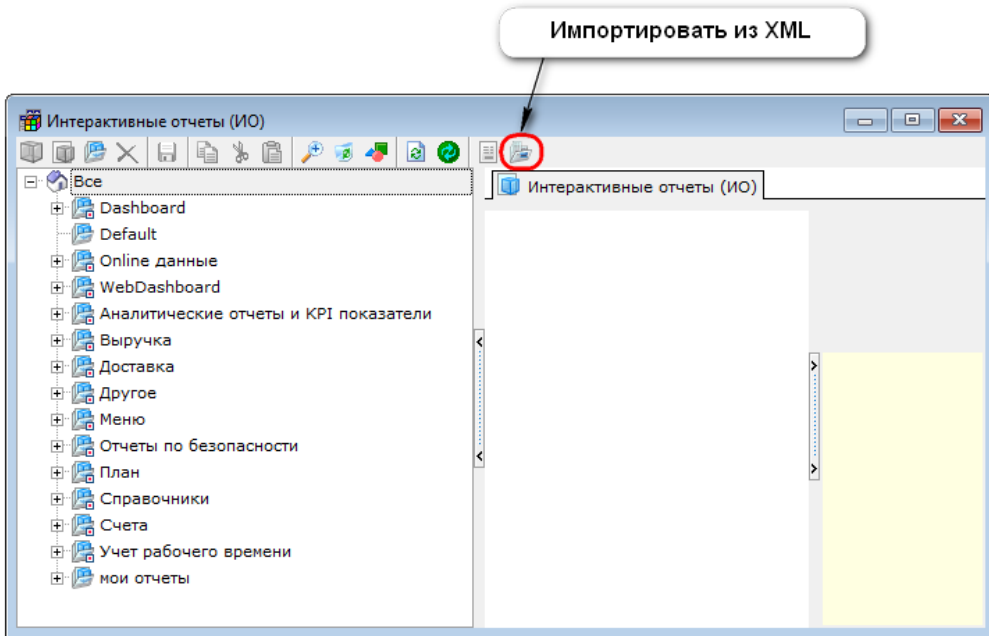 Импортировать из XML
Интерактивные отчеты (ИО)
Все
Интерактивные отчеты (ИО)
Dashboard
Default
Online данные
WebDashboard
Аналитические отчеты и KPI показатели
Выручка
Доставка
Другое
Меню
Отчеты по безопасности
План
Справочники
Счета
Учет рабочего времени
мои отчеты